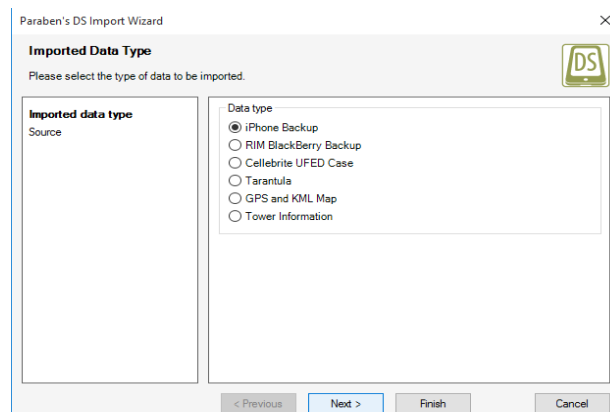 Paraben's DS Import Wizard
Imported Data Type
Please select the type of data to be imported.
DS
Imported data type
Source
Data type
iPhone Backup
RIM BlackBerry Backup
Cellebrite UFED Case
Tarantula
GPS and KML Map
Tower Information
< Previous
Next >
Finish
Cancel